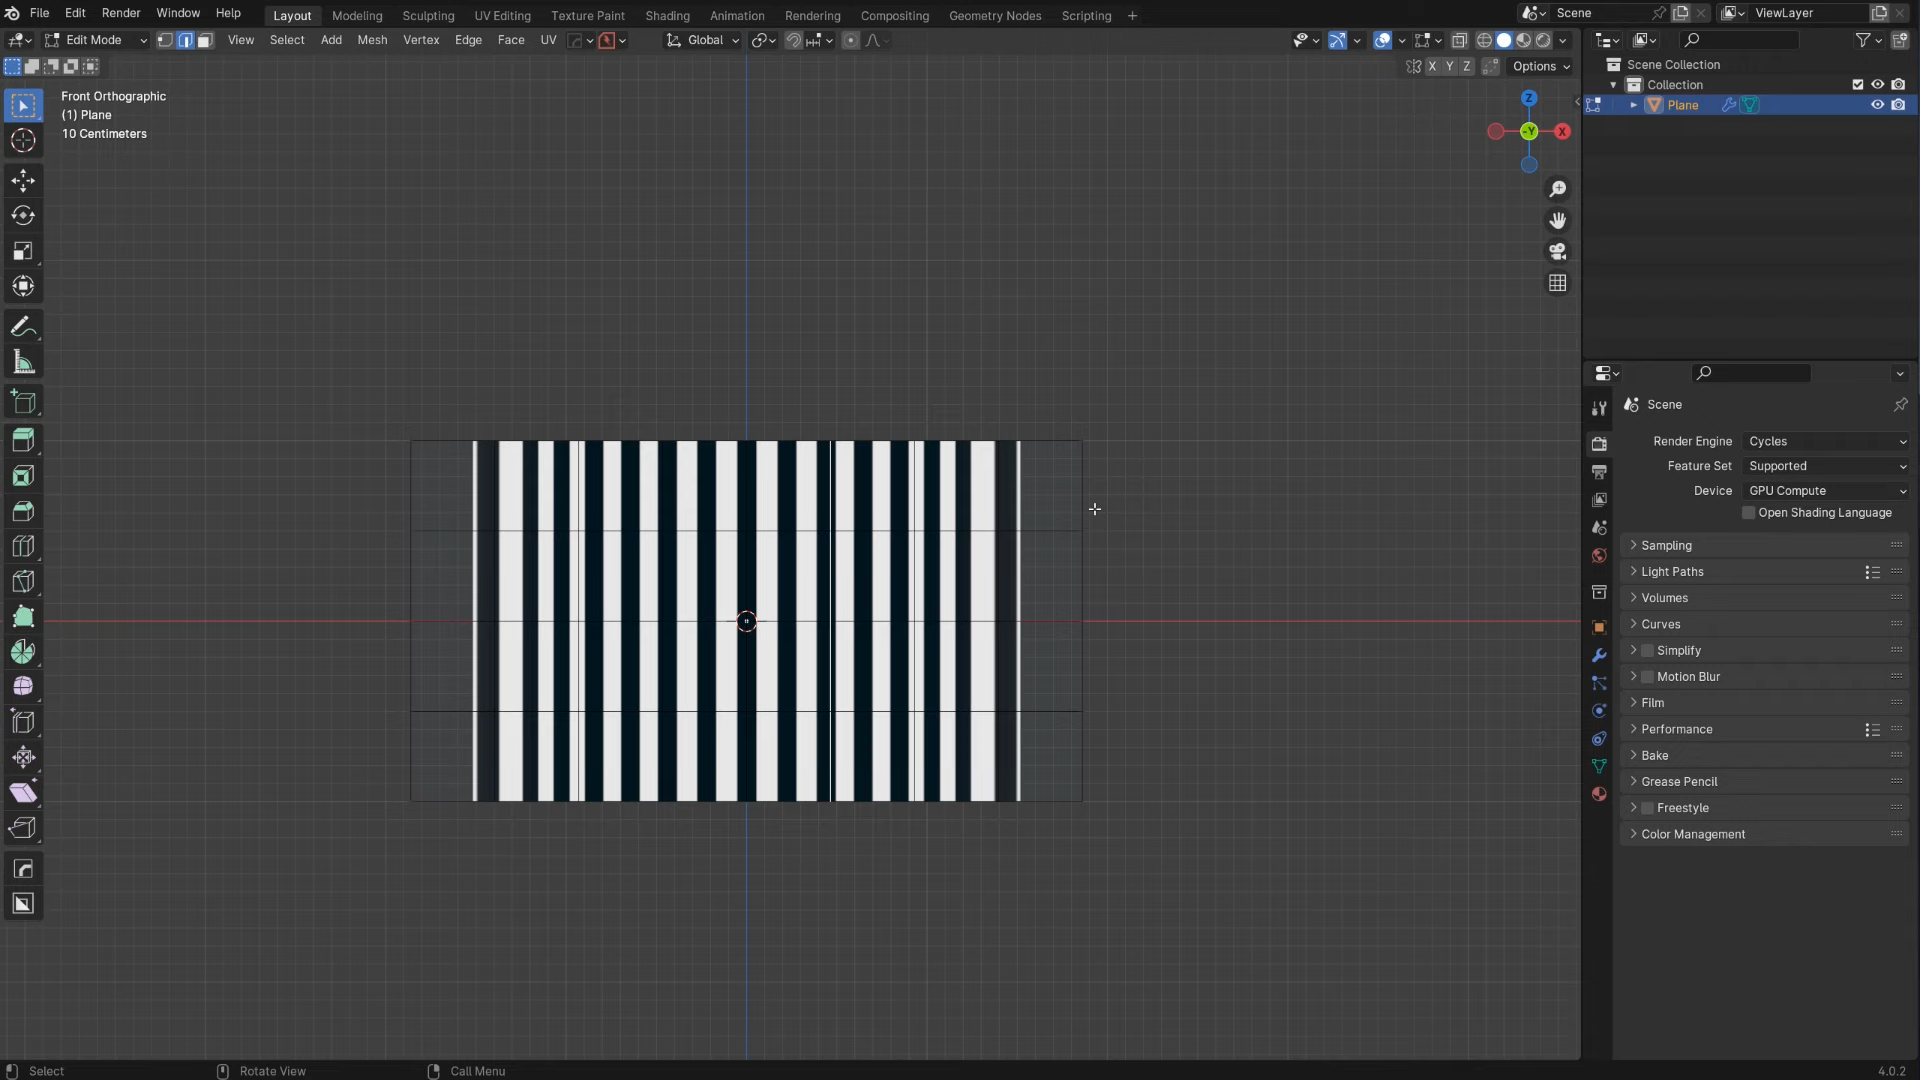 File Edit Render Window Help Layout Modeling Sculpting UV Editing Texture Paint Shading Animation Rendering Compositing Geometry Nodes Scripting + Scene ViewLayer
Edit Mode View Select Add Mesh Vertex Edge Face UV Global
X Y Z Options
Front Orthographic
(1) Plane
10 Centimeters
Z
-Y X
Scene Collection
Collection
Plane
Scene
Render Engine Cycles
Feature Set Supported
Device GPU Compute
Open Shading Language
Sampling
Light Paths
Volumes
Curves
Simplify
Motion Blur
Film
Performance
Bake
Grease Pencil
Freestyle
Color Management
Select Rotate View Call Menu 4.0.2